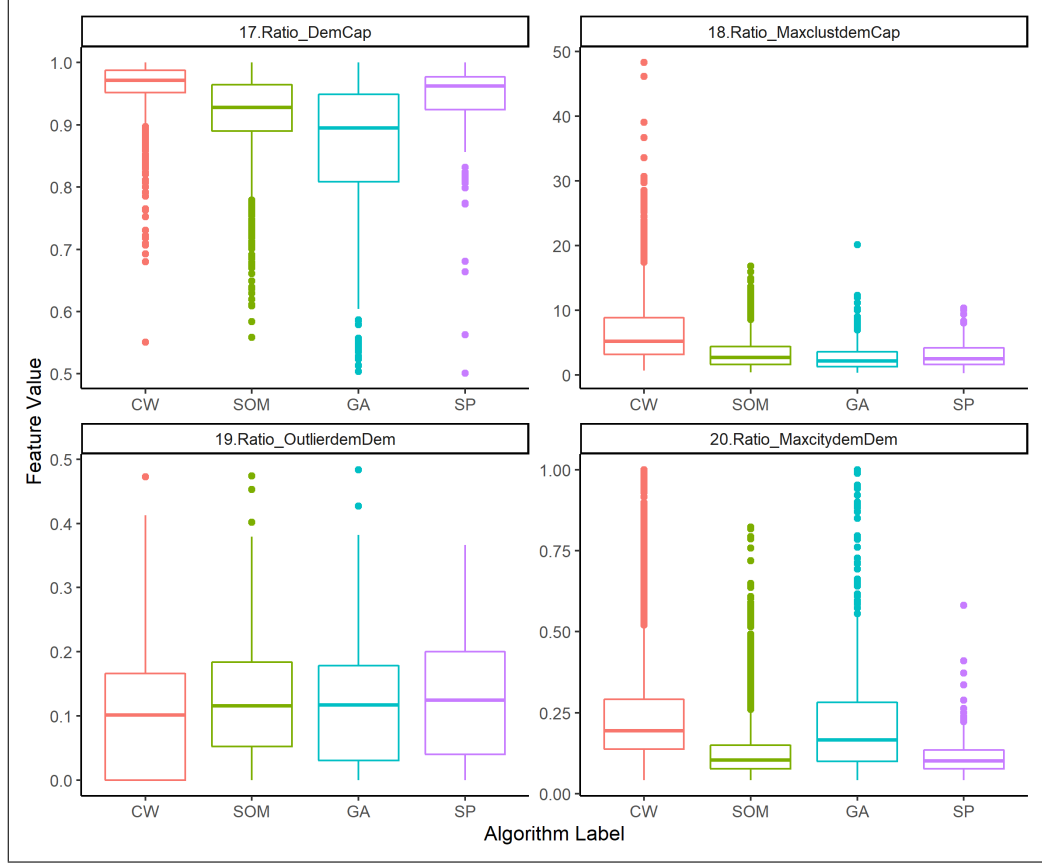 17.Ratio_DemCap
18.Ratio_MaxclustdemCap
1.0
0.9
0.8
0.7
0.6
0.5
CW SOM GA SP
50
40
30
20
10
0
CW SOM GA SP
Feature Value
19.Ratio_OutlierdemDem
20.Ratio_MaxcitydemDem
0.5
0.4
0.3
0.2
0.1
0.0
CW SOM GA SP
1.00
0.75
0.50
0.25
0.00
CW SOM GA SP
Algorithm Label